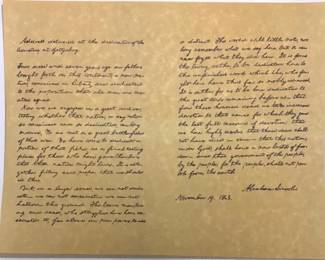 Address delivered at the dedication of the
Cemetery at Gettysburg.
Four score and seven years ago our fathers
brought forth on this continent, a new na-
tion, conceived in Liberty, and dedicated
to the proposition that all men are cre-
ated equal.
Now we are engaged in a great civil war,
testing whether that nation, or any nation
so conceived and so dedicated, can long
endure. We are met on a great battle-field
of that war. We have come to dedicate a
portion of that field, as a final resting
place for those who here gave their lives
that that nation might live. It is alto-
gether fitting and proper that we should
do this.
But, in a larger sense, we can not dedi-
cate, we can not consecrate, we can not
hallow this ground. The brave men, liv-
ing and dead, who struggled here have con-
secrated it, far above our poor power to add
or detract. The world will little note, nor
long remember what we say here, but it can
never forget what they did here. It is for us
the living, rather, to be dedicated here to
the unfinished work which they who fou-
ght here have thus far so nobly advanced.
It is rather for us to be here dedicated to
the great task remaining before us that
from these honored dead we take increased
devotion to that cause for which they gave
the last full measure of devotion that
we here highly resolve that these dead shall
not have died in vain that this nation,
under God, shall have a new birth of free-
dom and that government of the people,
by the people, for the people, shall not per-
ish from the earth.
Abraham Lincoln
November 19, 1863.